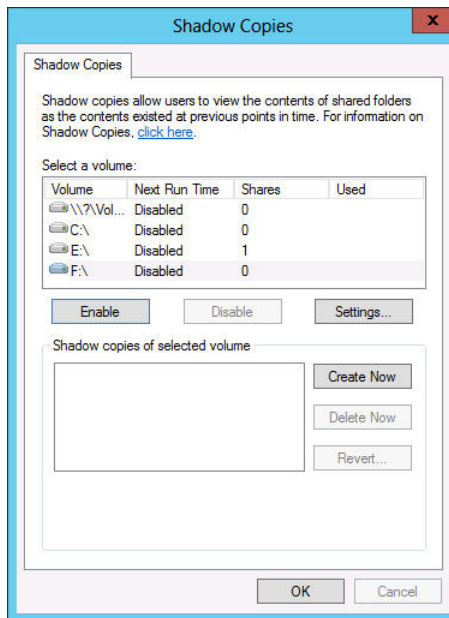 Shadow Copies
x
Shadow Copies
Shadow copies allow users to view the contents of shared folders
as the contents existed at previous points in time. For information on
Shadow Copies, click here.
Select a volume:
Volume Next Run Time Shares Used
\\?\Vol... Disabled 0
C:\ Disabled 0
E:\ Disabled 1
F:\ Disabled 0
Enable Disable Settings...
Shadow copies of selected volume
Create Now
Delete Now
Revert...
OK Cancel